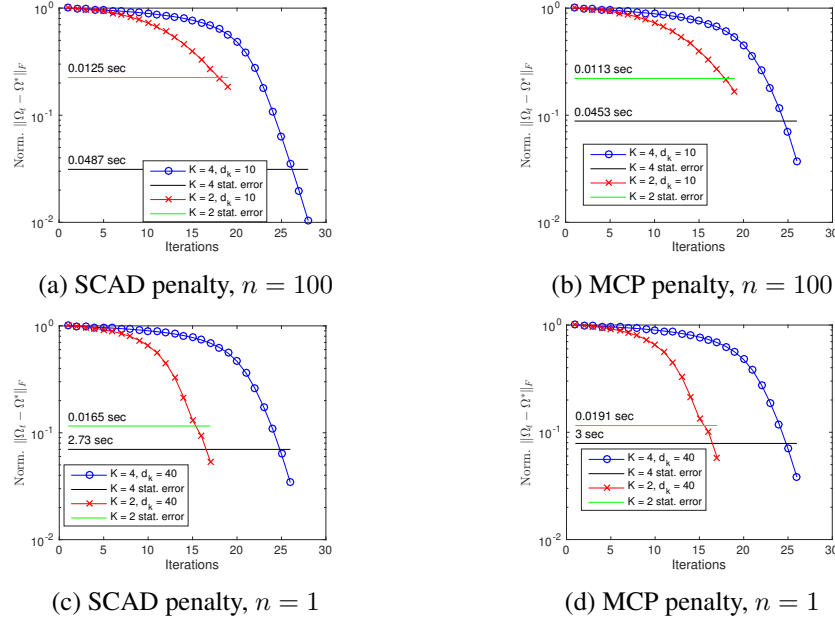 10^0
10^-1
10^-2
Norm. ‖Ω_ℓ − Ω*‖_F
0.0125 sec
0.0487 sec
K = 4, d_k = 10
K = 4 stat. error
K = 2, d_k = 10
K = 2 stat. error
0 5 10 15 20 25 30
Iterations
(a) SCAD penalty, n = 100
10^0
10^-1
10^-2
Norm. ‖Ω_ℓ − Ω*‖_F
0.0113 sec
0.0453 sec
K = 4, d_k = 10
K = 4 stat. error
K = 2, d_k = 10
K = 2 stat. error
0 5 10 15 20 25 30
Iterations
(b) MCP penalty, n = 100
10^0
10^-1
10^-2
Norm. ‖Ω_ℓ − Ω*‖_F
0.0165 sec
2.73 sec
K = 4, d_k = 40
K = 4 stat. error
K = 2, d_k = 40
K = 2 stat. error
0 5 10 15 20 25 30
Iterations
(c) SCAD penalty, n = 1
10^0
10^-1
10^-2
Norm. ‖Ω_ℓ − Ω*‖_F
0.0191 sec
3 sec
K = 4, d_k = 40
K = 4 stat. error
K = 2, d_k = 40
K = 2 stat. error
0 5 10 15 20 25 30
Iterations
(d) MCP penalty, n = 1